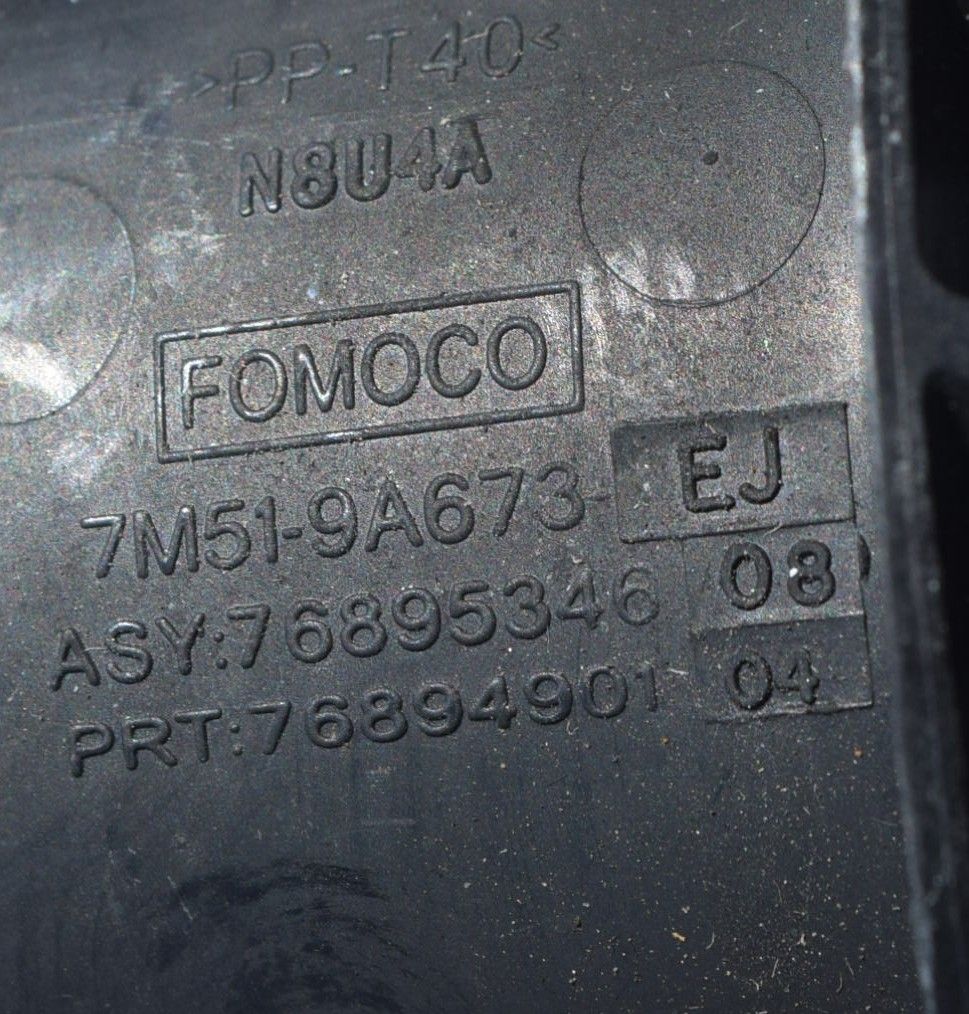 >PP-T40<
N8U4A
FOMOCO
7M51-9A673-EJ
ASY:76895346 08
PRT:76894901 04